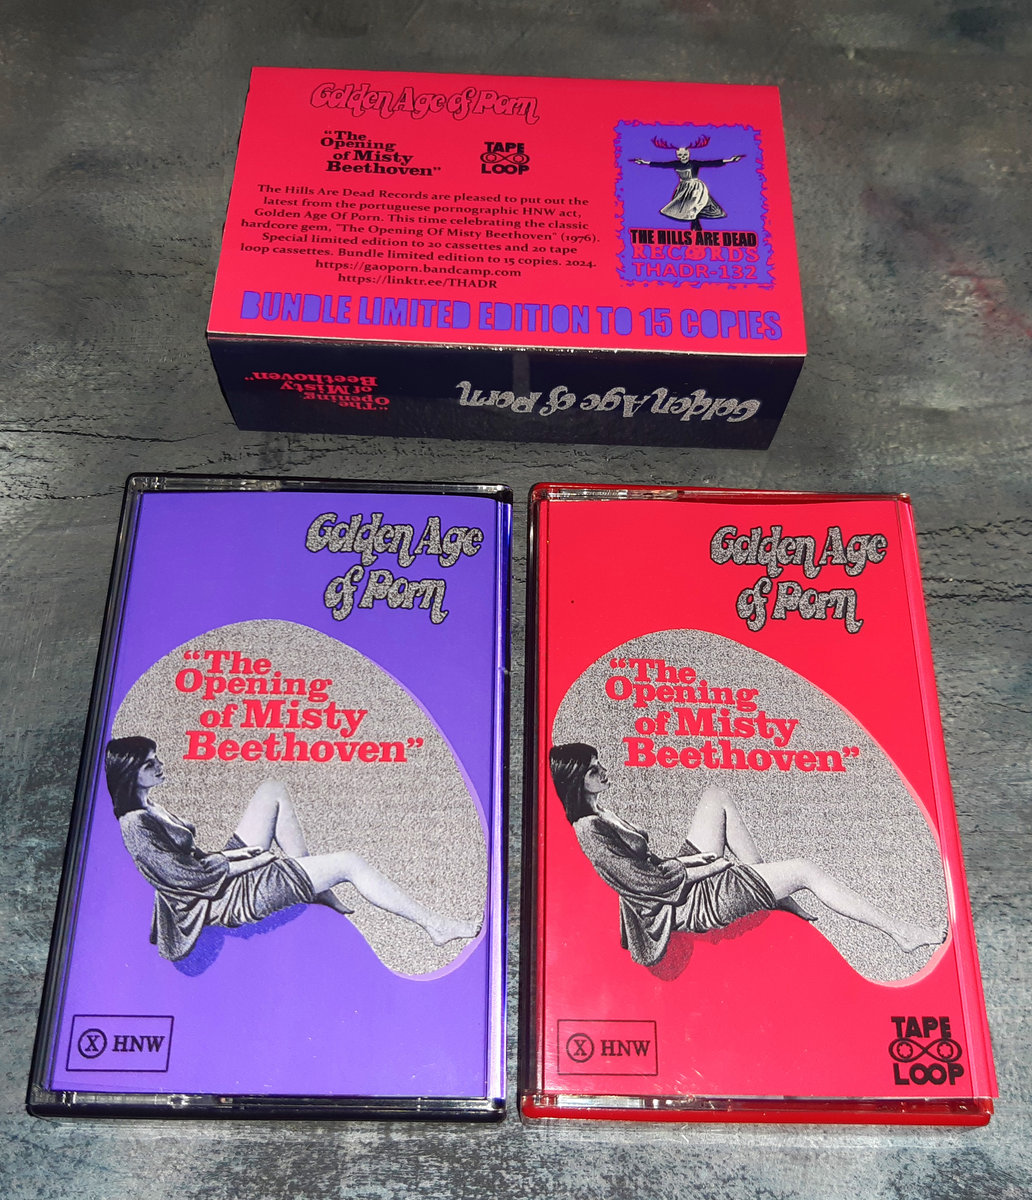 Golden Age of Porn
"The
Opening
of Misty
Beethoven"
TAPE
LOOP
The Hills Are Dead Records are pleased to put out the
latest from the portuguese pornographic HNW act,
Golden Age Of Porn. This time celebrating the classic
hardcore gem, "The Opening Of Misty Beethoven" (1976).
Special limited edition to 20 cassettes and 20 tape
loop cassettes. Bundle limited edition to 15 copies. 2024.
https://gaoporn.bandcamp.com
https://linktr.ee/THADR
THE HILLS ARE DEAD
RECORDS
THADR-132
BUNDLE LIMITED EDITION TO 15 COPIES
"The
Opening
of Misty
Beethoven"
Golden Age of Porn
Golden Age
of Porn
"The
Opening
of Misty
Beethoven"
X HNW
Golden Age
of Porn
"The
Opening
of Misty
Beethoven"
X HNW
TAPE
LOOP